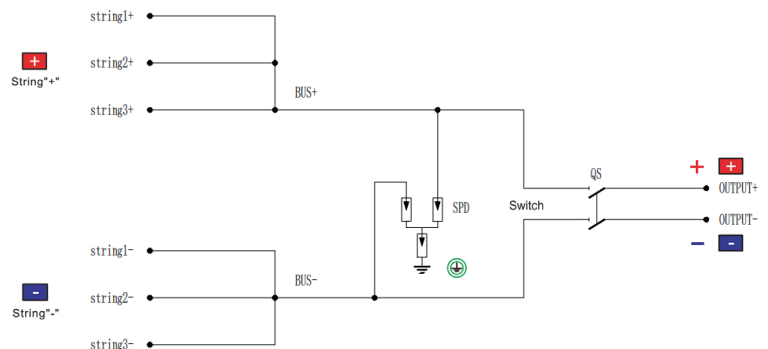 string1+
+
string2+
String"+"
BUS+
string3+
+ +
QS
OUTPUT+
SPD
Switch
OUTPUT-
- -
string1-
BUS-
-
string2-
String"-"
string3-